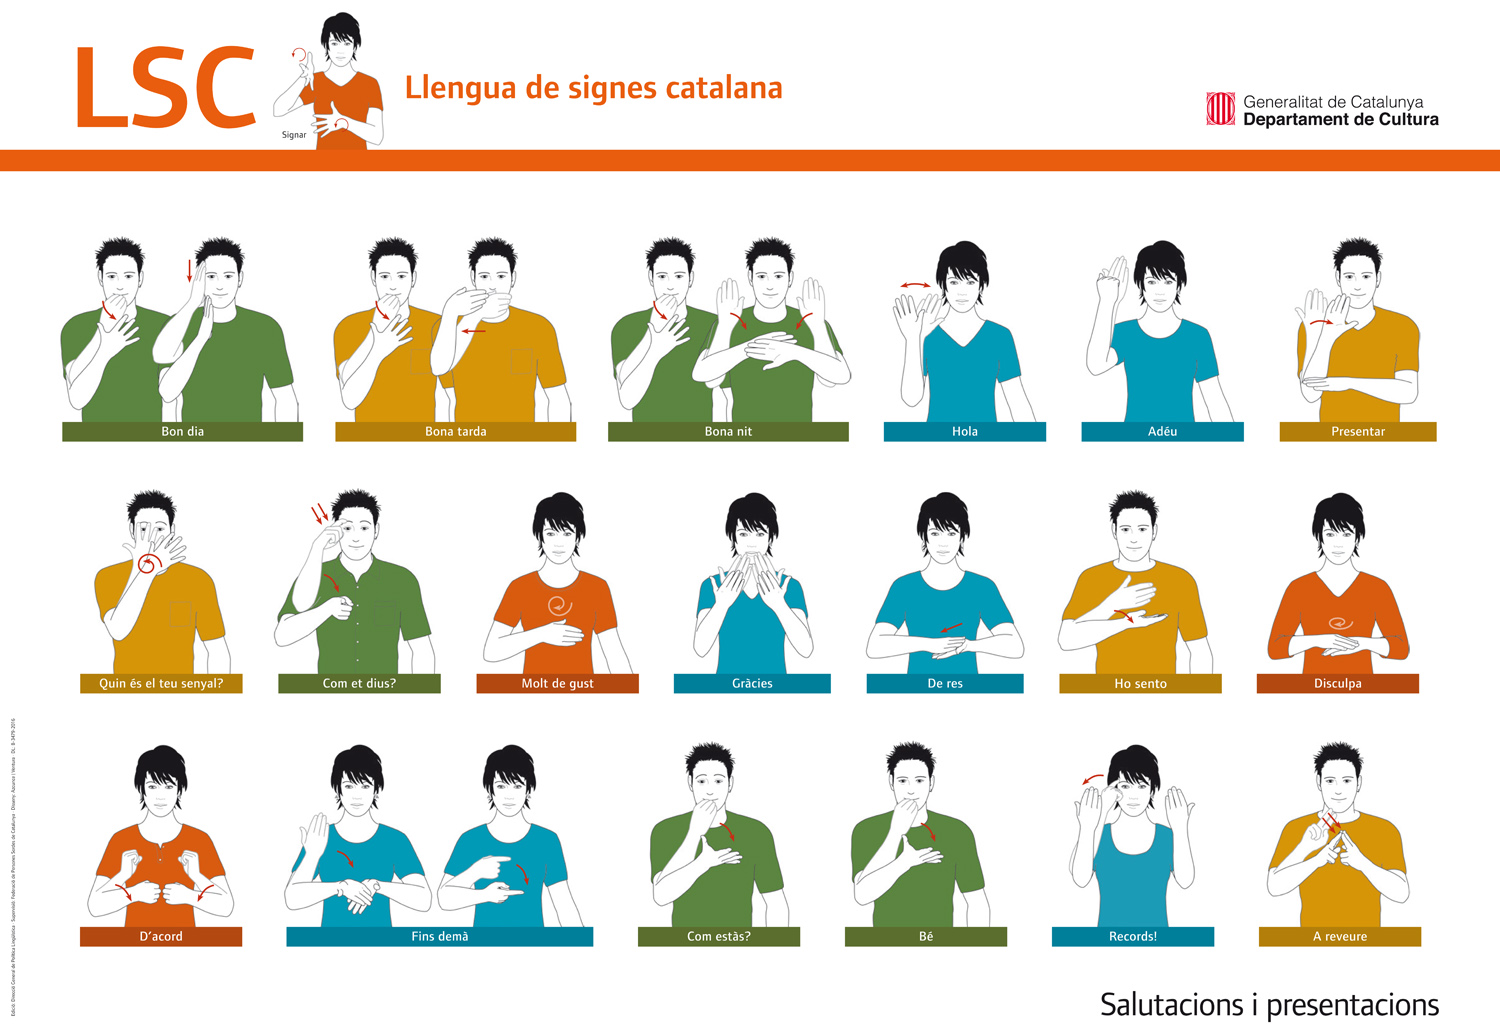 LSC
Signar
Llengua de signes catalana
Generalitat de Catalunya
Departament de Cultura
Bon dia
Bona tarda
Bona nit
Hola
Adéu
Presentar
Quin és el teu senyal?
Com et dius?
Molt de gust
Gràcies
De res
Ho sento
Disculpa
D'acord
Fins demà
Com estàs?
Bé
Records!
A reveure
Salutacions i presentacions